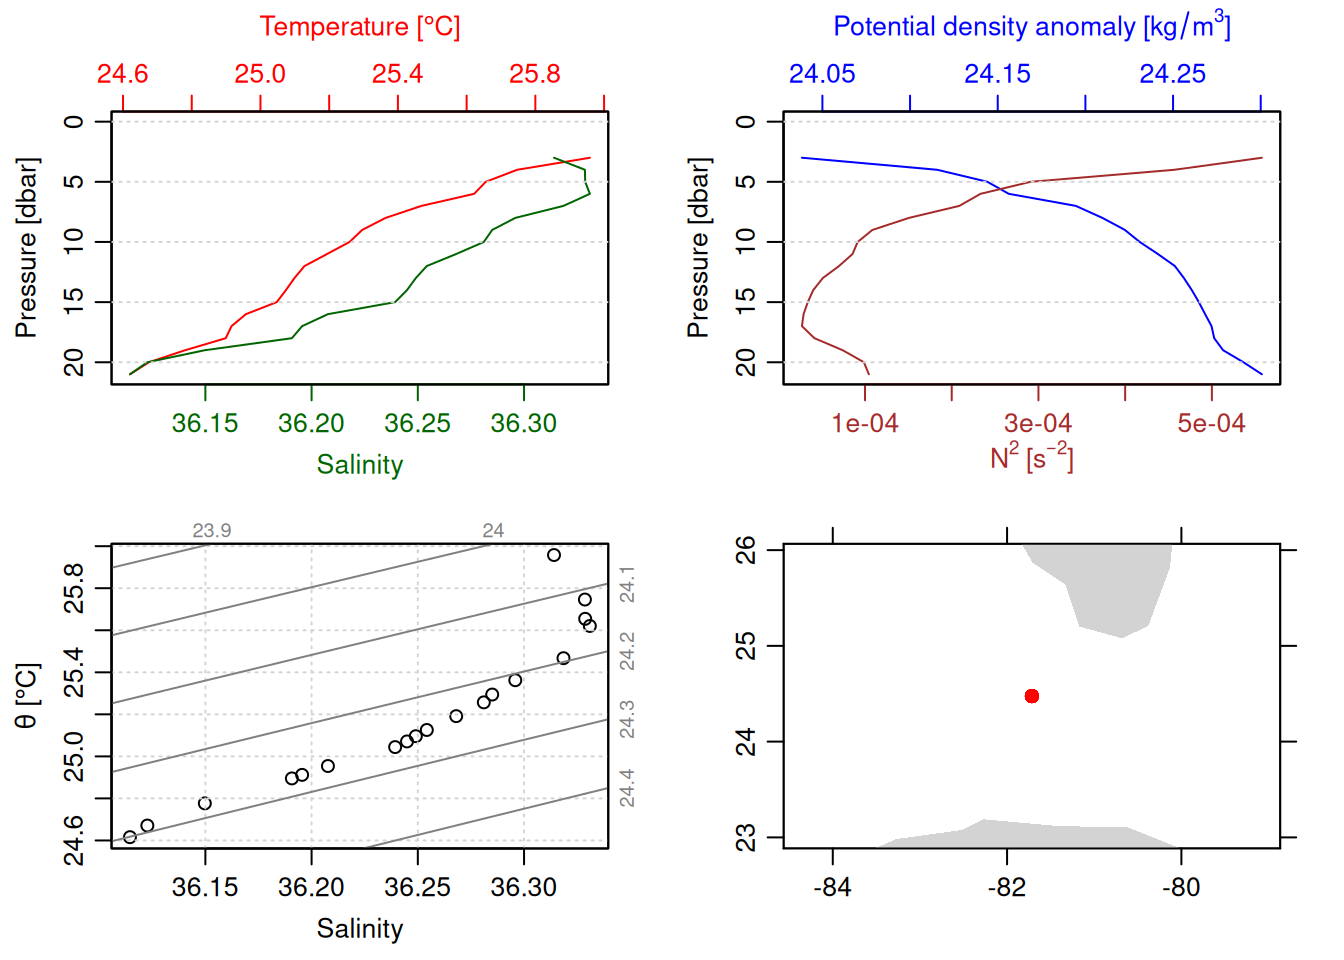 Temperature [°C]
24.6 25.0 25.4 25.8
0
5
10
15
20
Pressure [dbar]
36.15 36.20 36.25 36.30
Salinity
Potential density anomaly [kg/m³]
24.05 24.15 24.25
0
5
10
15
20
Pressure [dbar]
1e-04 3e-04 5e-04
N² [s⁻²]
23.9 24
24.1
24.2
24.3
24.4
25.8
25.4
25.0
24.6
θ [°C]
36.15 36.20 36.25 36.30
Salinity
26
25
24
23
-84 -82 -80